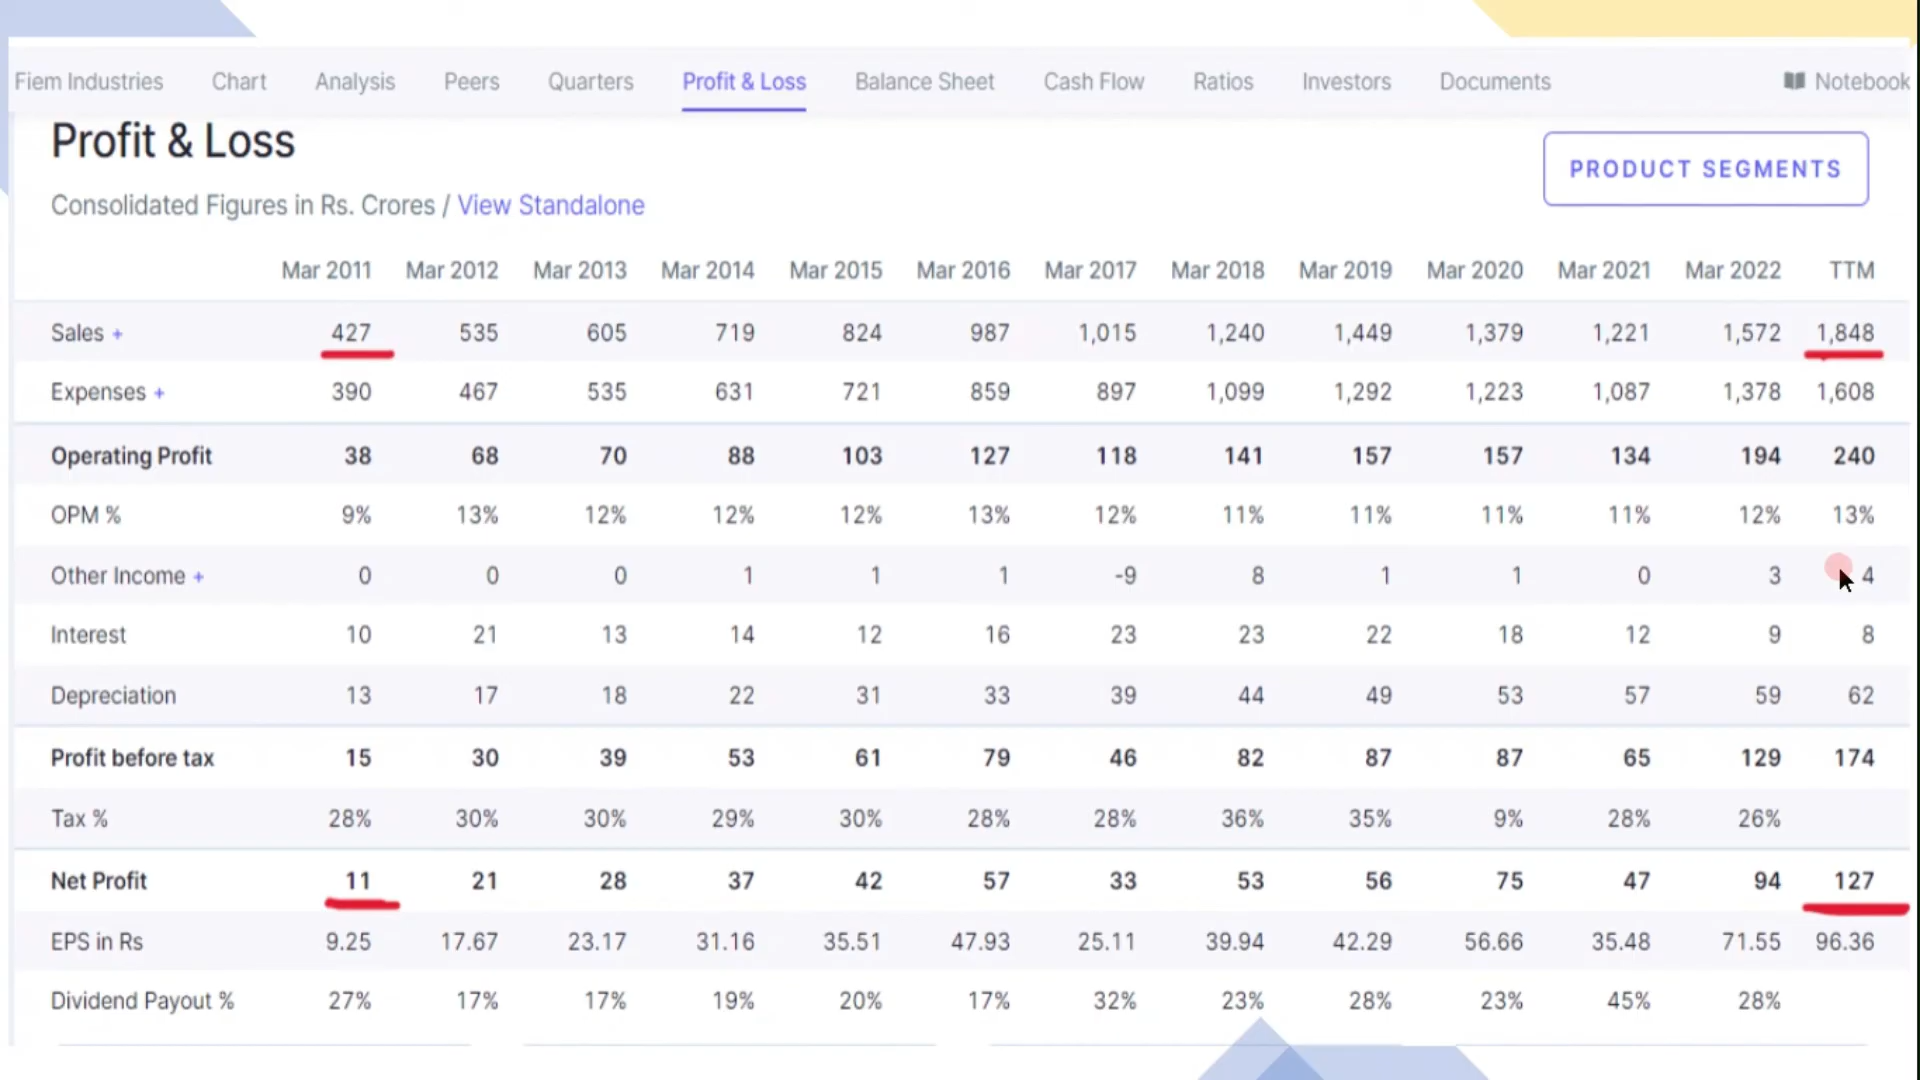 Fiem Industries Chart Analysis Peers Quarters Profit & Loss Balance Sheet Cash Flow Ratios Investors Documents Notebook
Profit & Loss
PRODUCT SEGMENTS
Consolidated Figures in Rs. Crores / View Standalone
Mar 2011 Mar 2012 Mar 2013 Mar 2014 Mar 2015 Mar 2016 Mar 2017 Mar 2018 Mar 2019 Mar 2020 Mar 2021 Mar 2022 TTM
Sales + 427 535 605 719 824 987 1,015 1,240 1,449 1,379 1,221 1,572 1,848
Expenses + 390 467 535 631 721 859 897 1,099 1,292 1,223 1,087 1,378 1,608
Operating Profit 38 68 70 88 103 127 118 141 157 157 134 194 240
OPM % 9% 13% 12% 12% 12% 13% 12% 11% 11% 11% 11% 12% 13%
Other Income + 0 0 0 1 1 1 -9 8 1 1 0 3 4
Interest 10 21 13 14 12 16 23 23 22 18 12 9 8
Depreciation 13 17 18 22 31 33 39 44 49 53 57 59 62
Profit before tax 15 30 39 53 61 79 46 82 87 87 65 129 174
Tax % 28% 30% 30% 29% 30% 28% 28% 36% 35% 9% 28% 26%
Net Profit 11 21 28 37 42 57 33 53 56 75 47 94 127
EPS in Rs 9.25 17.67 23.17 31.16 35.51 47.93 25.11 39.94 42.29 56.66 35.48 71.55 96.36
Dividend Payout % 27% 17% 17% 19% 20% 17% 32% 23% 28% 23% 45% 28%